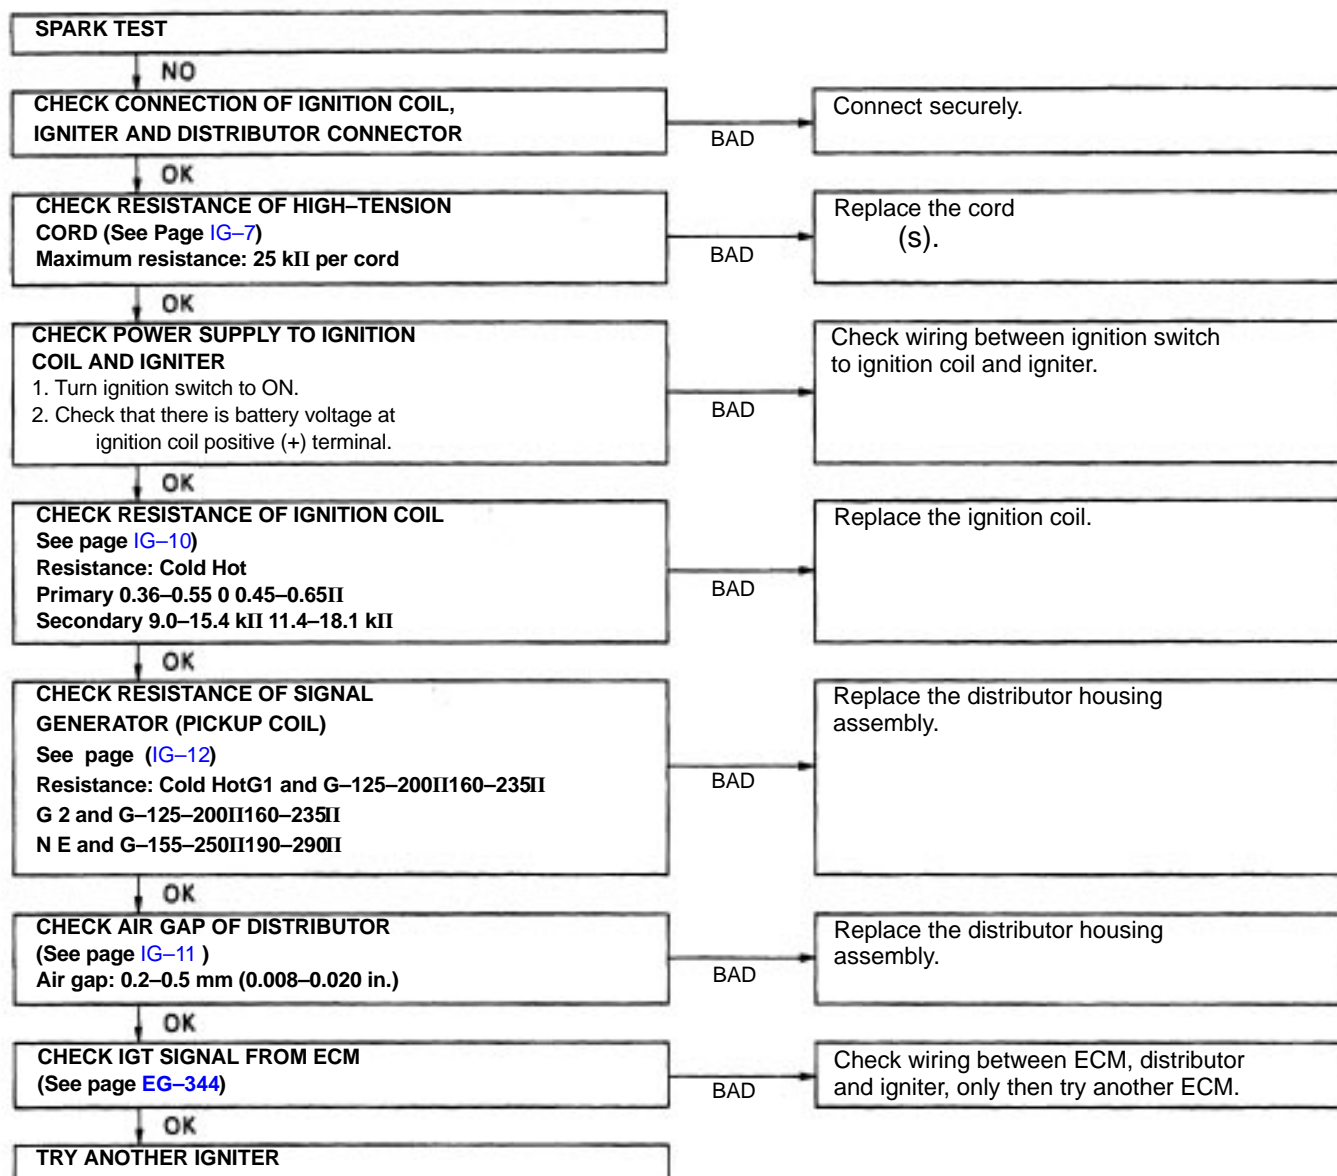 SPARK TEST
NO
CHECK CONNECTION OF IGNITION COIL,
IGNITER AND DISTRIBUTOR CONNECTOR
BAD
Connect securely.
OK
CHECK RESISTANCE OF HIGH–TENSION
CORD (See Page IG–7)
Maximum resistance: 25 kΠ per cord
BAD
Replace the cord
(s).
OK
CHECK POWER SUPPLY TO IGNITION
COIL AND IGNITER
1. Turn ignition switch to ON.
2. Check that there is battery voltage at
ignition coil positive (+) terminal.
BAD
Check wiring between ignition switch
to ignition coil and igniter.
OK
CHECK RESISTANCE OF IGNITION COIL
See page IG–10)
Resistance: Cold Hot
Primary 0.36–0.55 0 0.45–0.65Π
Secondary 9.0–15.4 kΠ 11.4–18.1 kΠ
BAD
Replace the ignition coil.
OK
CHECK RESISTANCE OF SIGNAL
GENERATOR (PICKUP COIL)
See page (IG–12)
Resistance: Cold HotG1 and G–125–200Π160–235Π
G 2 and G–125–200Π160–235Π
N E and G–155–250Π190–290Π
BAD
Replace the distributor housing
assembly.
OK
CHECK AIR GAP OF DISTRIBUTOR
(See page IG–11 )
Air gap: 0.2–0.5 mm (0.008–0.020 in.)
BAD
Replace the distributor housing
assembly.
OK
CHECK IGT SIGNAL FROM ECM
(See page EG–344)
BAD
Check wiring between ECM, distributor
and igniter, only then try another ECM.
OK
TRY ANOTHER IGNITER